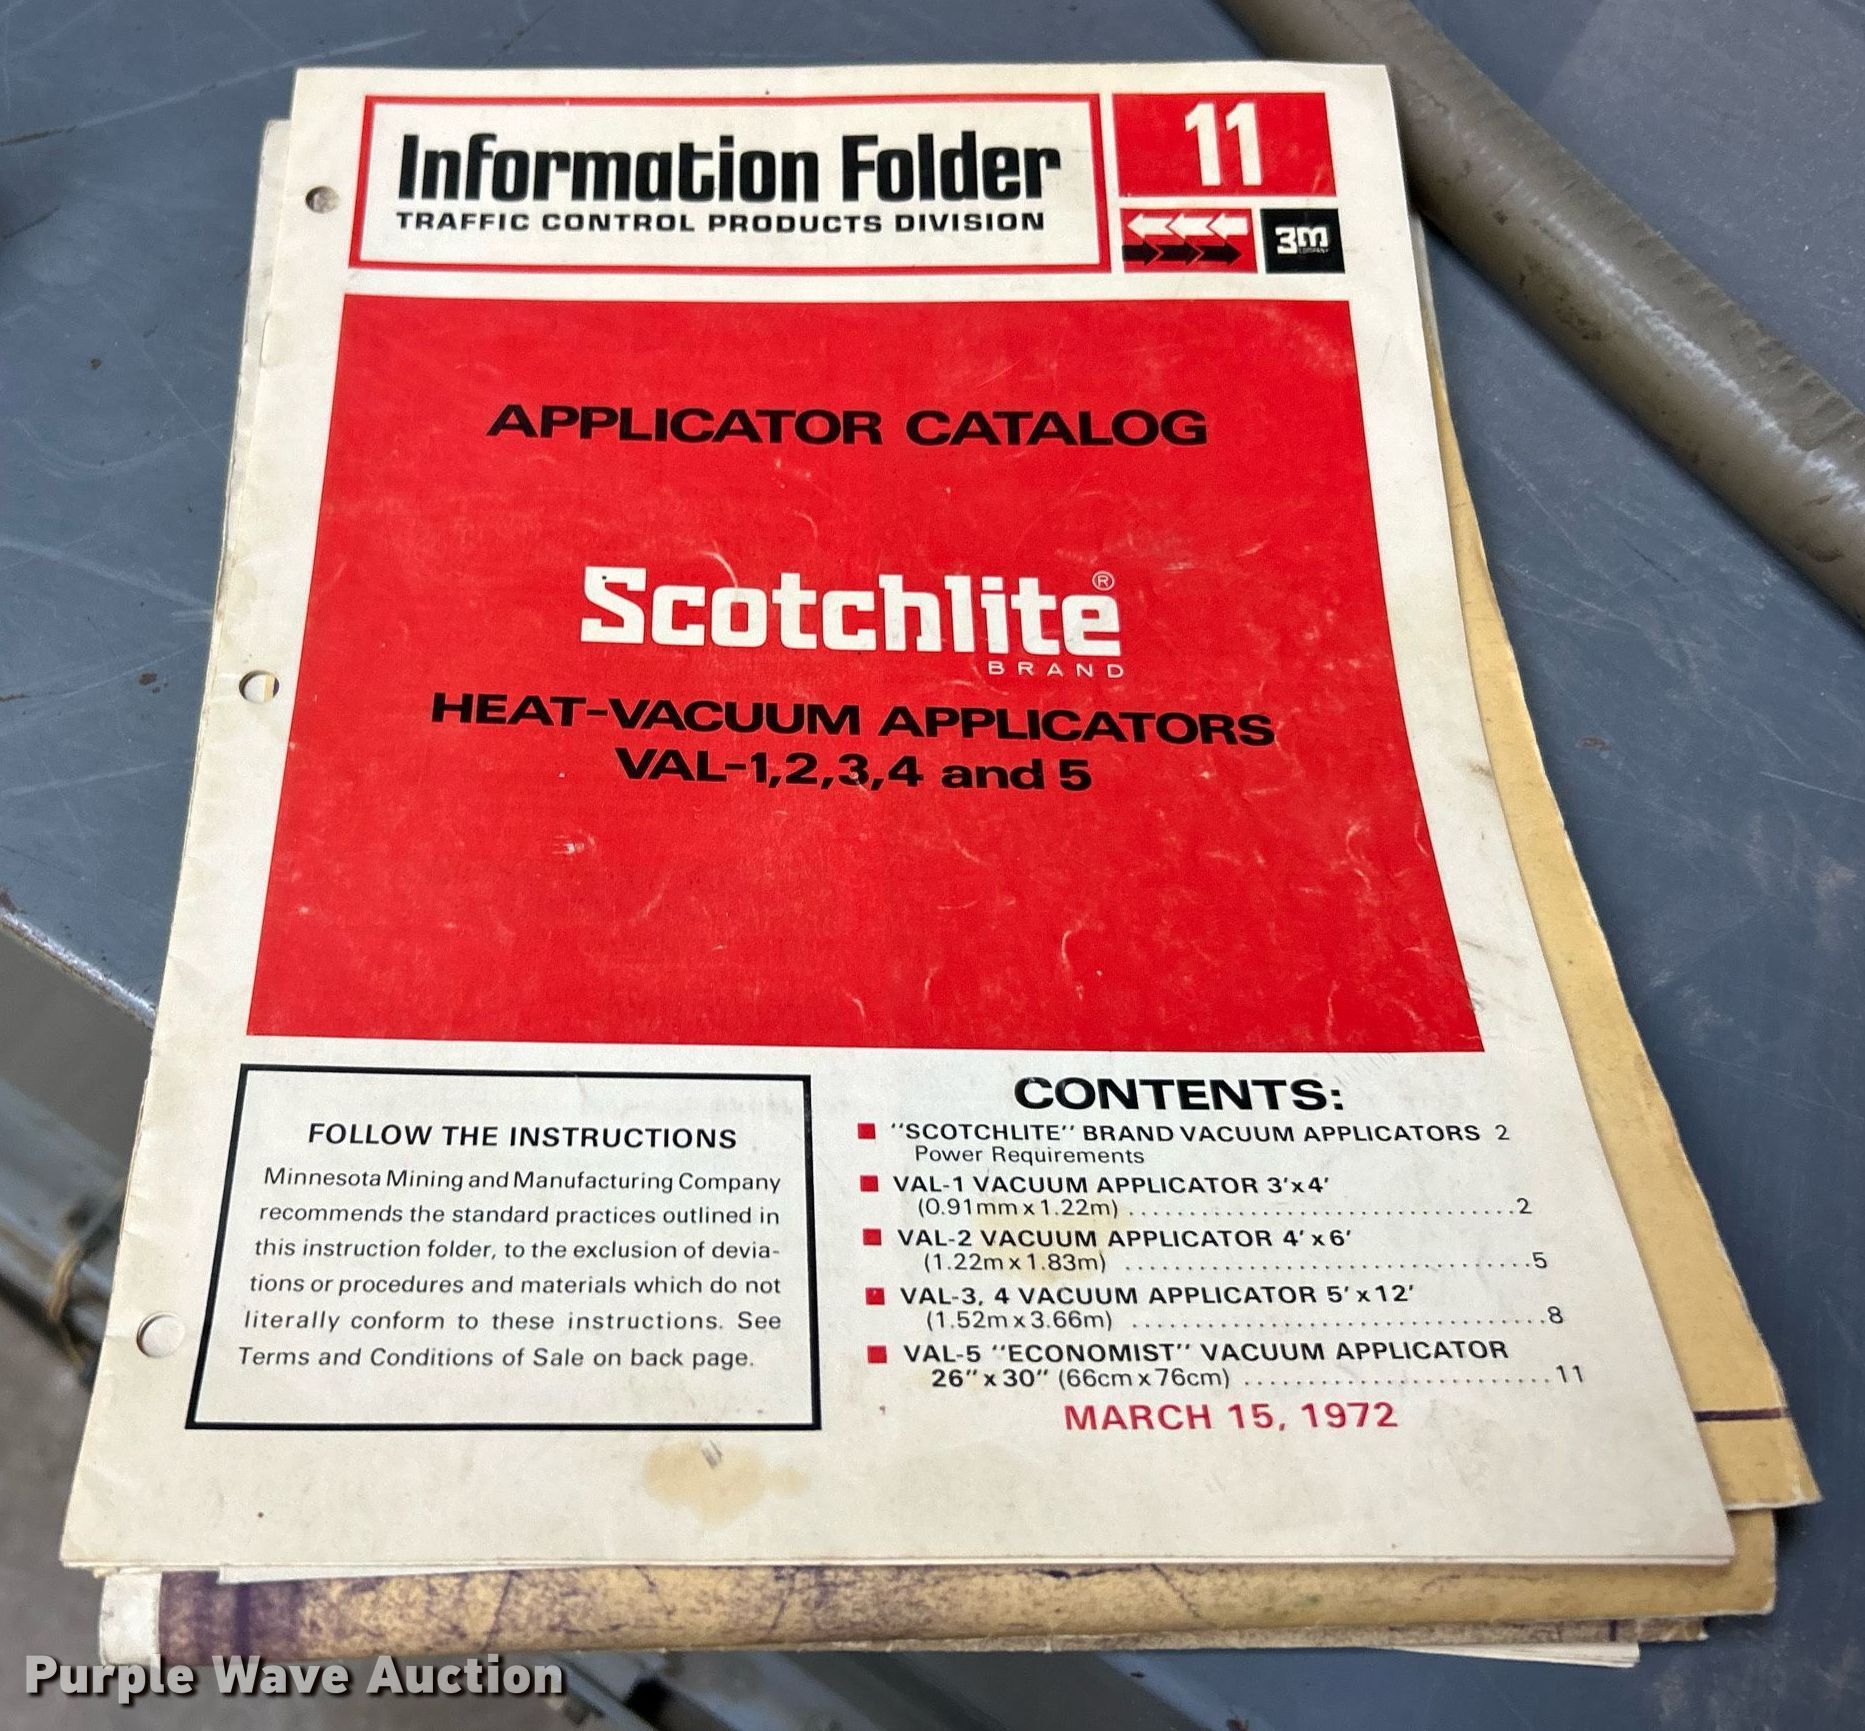 Information Folder
TRAFFIC CONTROL PRODUCTS DIVISION
11
3m
COMPANY
APPLICATOR CATALOG
Scotchlite®
BRAND
HEAT-VACUUM APPLICATORS
VAL-1,2,3,4 and 5
FOLLOW THE INSTRUCTIONS
Minnesota Mining and Manufacturing Company
recommends the standard practices outlined in
this instruction folder, to the exclusion of devia-
tions or procedures and materials which do not
literally conform to these instructions. See
Terms and Conditions of Sale on back page.
CONTENTS:
■ "SCOTCHLITE" BRAND VACUUM APPLICATORS 2
Power Requirements
■ VAL-1 VACUUM APPLICATOR 3'x4'
(0.91mm x 1.22m) ................................2
■ VAL-2 VACUUM APPLICATOR 4' x 6'
(1.22m x 1.83m) .................................5
■ VAL-3, 4 VACUUM APPLICATOR 5' x 12'
(1.52m x 3.66m) .................................8
■ VAL-5 "ECONOMIST" VACUUM APPLICATOR
26" x 30" (66cm x 76cm) ........................11
MARCH 15, 1972
Purple Wave Auction